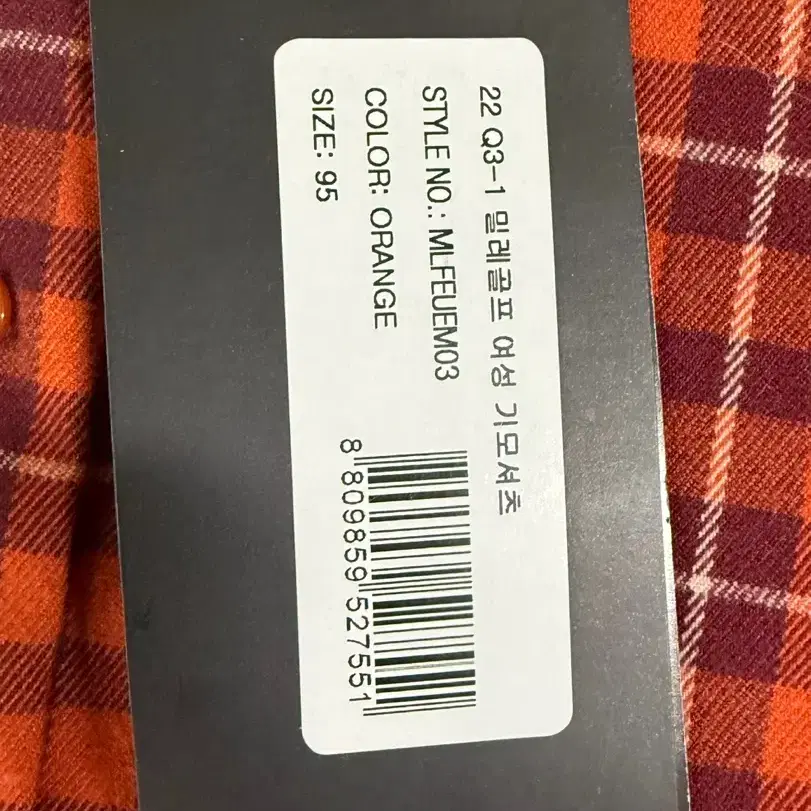 22 Q3-1 밀레골프 여성 기모셔츠
STYLE NO.: MLFEUEM03
COLOR: ORANGE
SIZE: 95
8 809859 527551